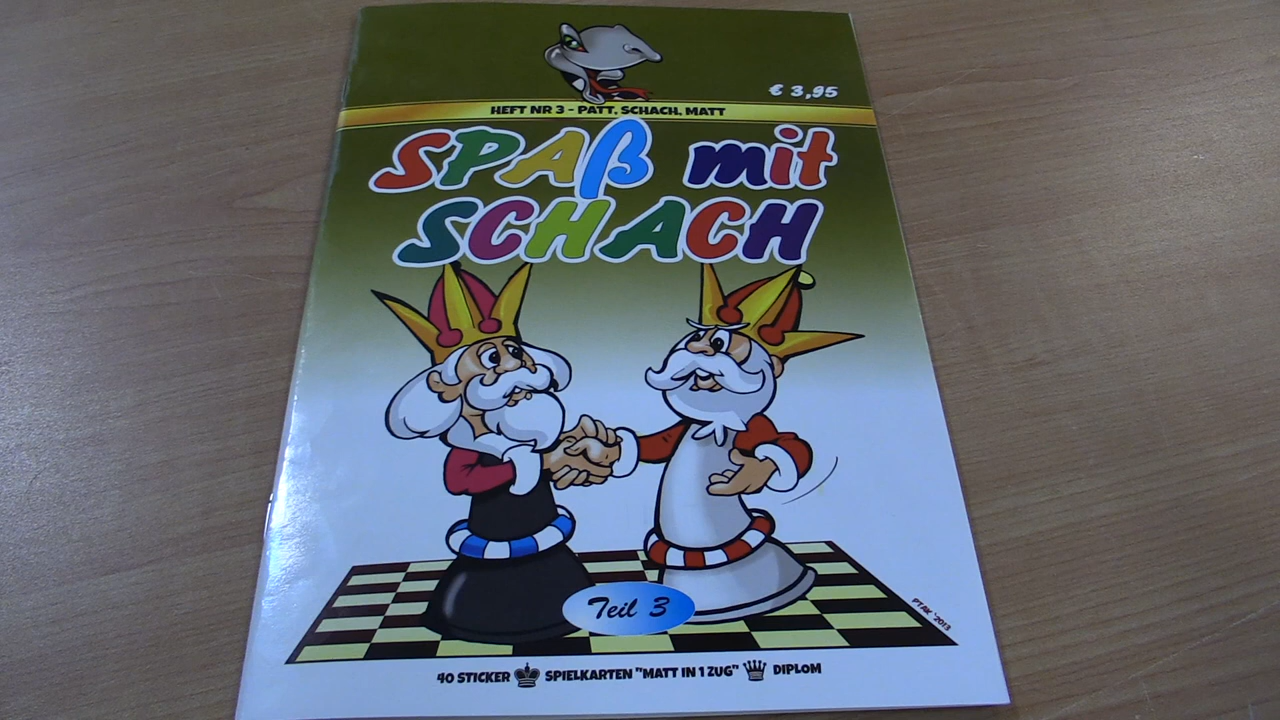 € 3,95
HEFT NR 3 - PATT, SCHACH, MATT
SPAß mit
SCHACH
Teil 3
PTAK '2013
40 STICKER SPIELKARTEN "MATT IN 1 ZUG" DIPLOM